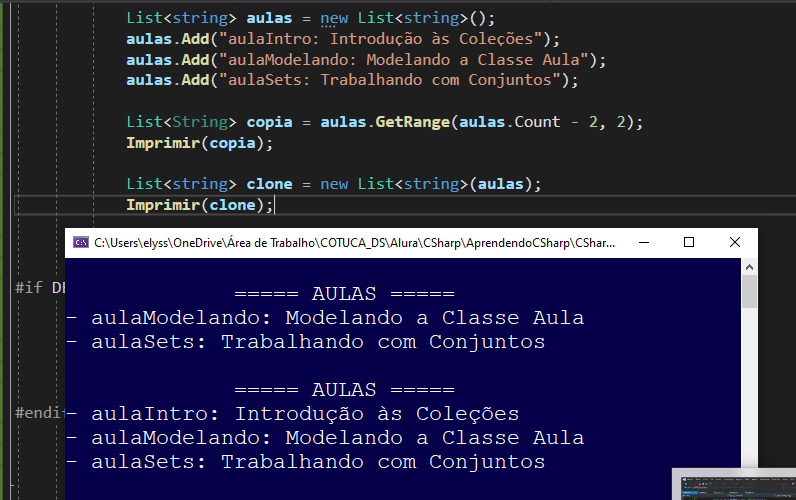 List<string> aulas = new List<string>();
aulas.Add("aulaIntro: Introdução às Coleções");
aulas.Add("aulaModelando: Modelando a Classe Aula");
aulas.Add("aulaSets: Trabalhando com Conjuntos");
List<String> copia = aulas.GetRange(aulas.Count - 2, 2);
Imprimir(copia);
List<string> clone = new List<string>(aulas);
Imprimir(clone);
C:\Users\elyss\OneDrive\Área de Trabalho\COTUCA_DS\Alura\CSharp\AprendendoCSharp\CShar...
#if DE
===== AULAS =====
- aulaModelando: Modelando a Classe Aula
- aulaSets: Trabalhando com Conjuntos
===== AULAS =====
#endif
- aulaIntro: Introdução às Coleções
- aulaModelando: Modelando a Classe Aula
- aulaSets: Trabalhando com Conjuntos